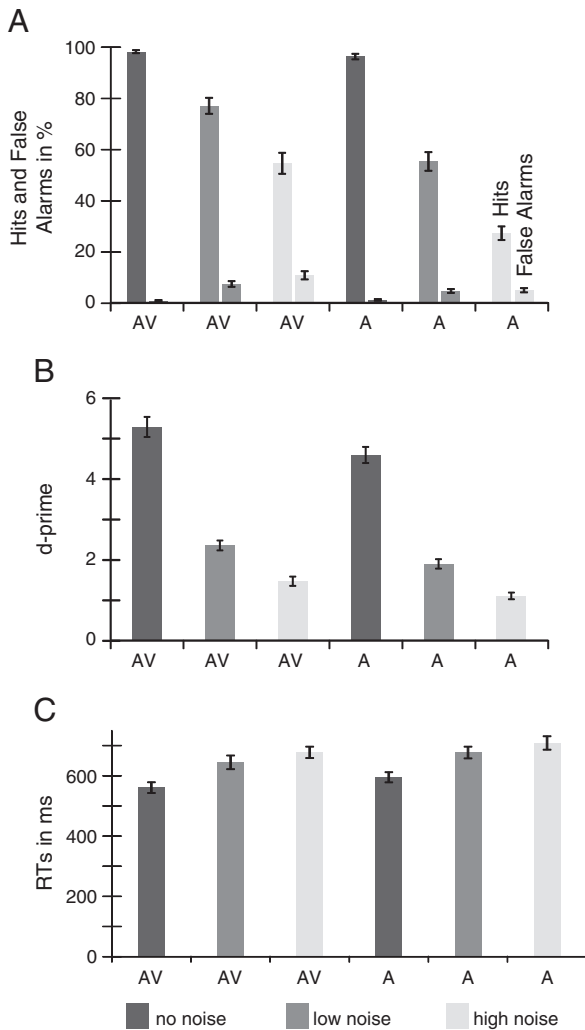 A
Hits and False
Alarms in %
100
80
60
40
20
0
Hits
False Alarms
AV AV AV A A A
B
d-prime
6
4
2
0
AV AV AV A A A
C
RTs in ms
600
400
200
0
AV AV AV A A A
no noise low noise high noise